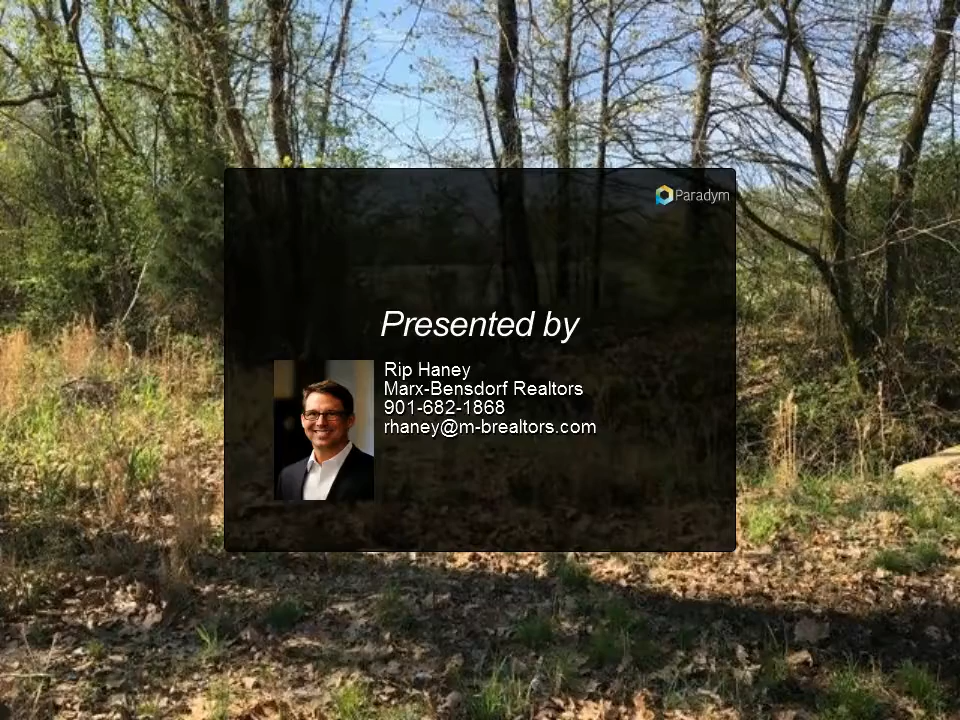 Paradym
Presented by
Rip Haney
Marx-Bensdorf Realtors
901-682-1868
rhaney@m-brealtors.com